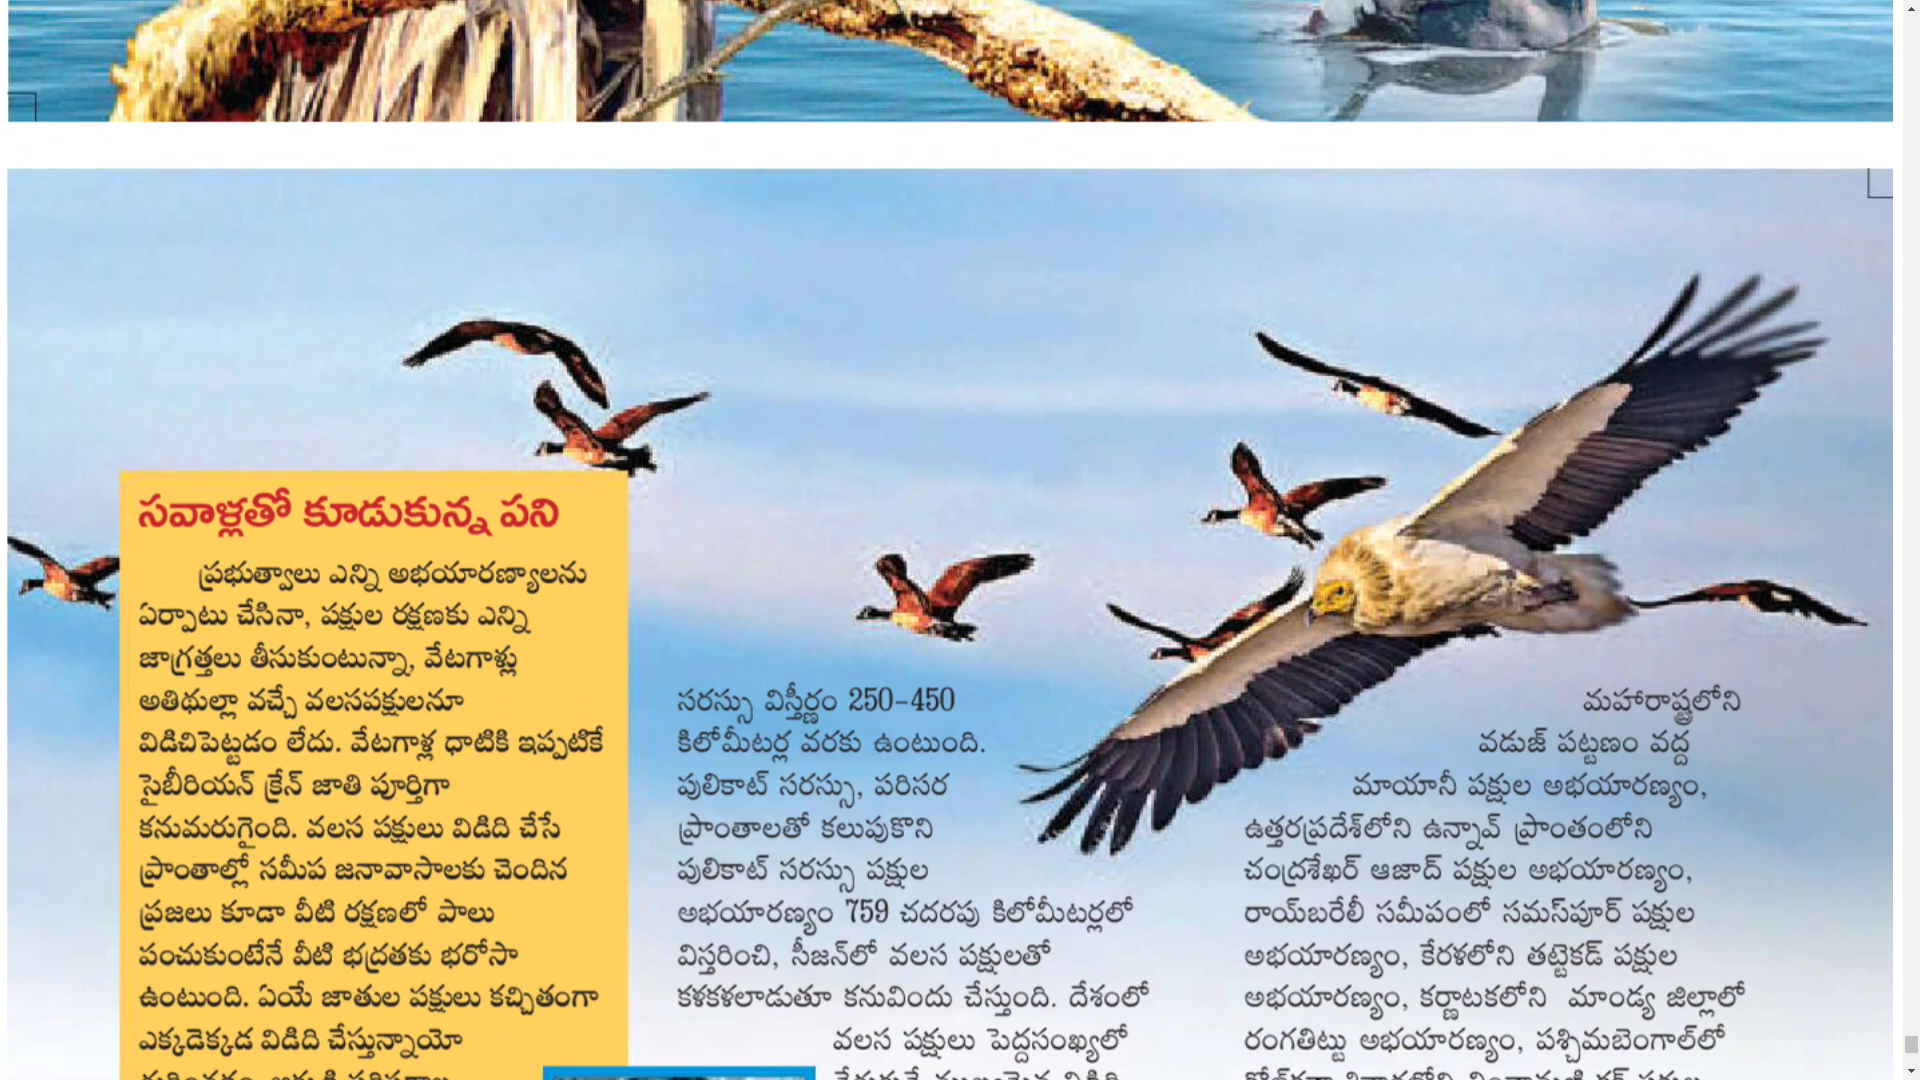 సవాళ్లతో కూడుకున్న పని
ప్రభుత్వాలు ఎన్ని అభయారణ్యాలను
ఏర్పాటు చేసినా, పక్షుల రక్షణకు ఎన్ని
జాగ్రత్తలు తీసుకుంటున్నా, వేటగాళ్లు
అతిథుల్లా వచ్చే వలసపక్షులనూ
విడిచిపెట్టడం లేదు. వేటగాళ్ల ధాటికి ఇప్పటికే
సైబీరియన్ క్రేన్ జాతి పూర్తిగా
కనుమరుగైంది. వలస పక్షులు విడిది చేసే
ప్రాంతాల్లో సమీప జనావాసాలకు చెందిన
ప్రజలు కూడా వీటి రక్షణలో పాలు
పంచుకుంటేనే వీటి భద్రతకు భరోసా
ఉంటుంది. ఏయే జాతుల పక్షులు కచ్చితంగా
ఎక్కడెక్కడ విడిది చేస్తున్నాయో
సరస్సు విస్తీర్ణం 250-450
కిలోమీటర్ల వరకు ఉంటుంది.
పులికాట్ సరస్సు, పరిసర
ప్రాంతాలతో కలుపుకొని
పులికాట్ సరస్సు పక్షుల
అభయారణ్యం 759 చదరపు కిలోమీటర్లలో
విస్తరించి, సీజన్‌లో వలస పక్షులతో
కళకళలాడుతూ కనువిందు చేస్తుంది. దేశంలో
వలస పక్షులు పెద్దసంఖ్యలో
మహారాష్ట్రలోని
వడుజ్ పట్టణం వద్ద
మాయానీ పక్షుల అభయారణ్యం,
ఉత్తరప్రదేశ్‌లోని ఉన్నావ్ ప్రాంతంలోని
చంద్రశేఖర్ ఆజాద్ పక్షుల అభయారణ్యం,
రాయ్‌బరేలీ సమీపంలో సమస్‌పూర్ పక్షుల
అభయారణ్యం, కేరళలోని తట్టెకడ్ పక్షుల
అభయారణ్యం, కర్ణాటకలోని మాండ్య జిల్లాలో
రంగతిట్టు అభయారణ్యం, పశ్చిమబెంగాల్‌లో